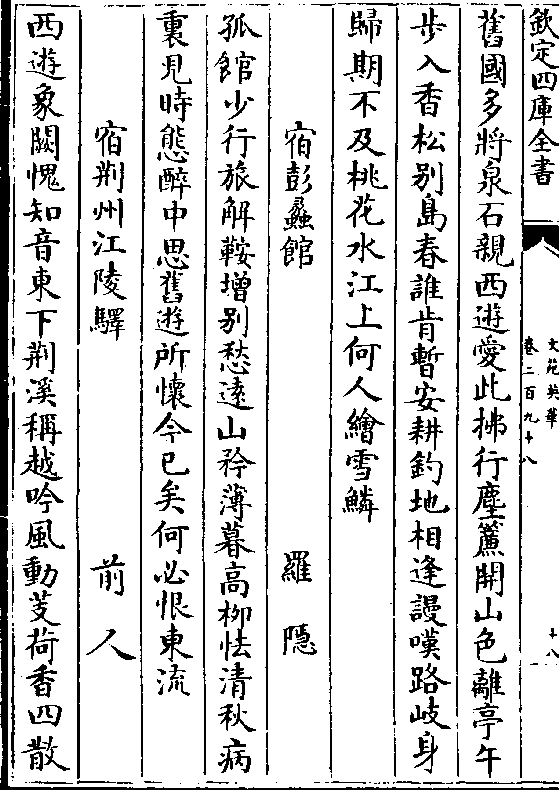 欽定四庫全書
文苑英華
卷二百九十八
十八
舊國多將泉石親西遊愛此拂行塵簾開山色離亭午
步入香松别島春誰肯暫安耕釣地相逢謾嘆路岐身
歸期不及桃花水江上何人繪雪鱗
宿彭蠡館 羅隱
孤館少行旅解鞍增别愁逺山矜薄暮高柳怯清秋病
裏見時態醉中思舊遊所懷今已矣何必恨東流
宿荆州江陵驛 前人
西遊象闕愧知音東下荆溪稱越吟風動芰荷香四散